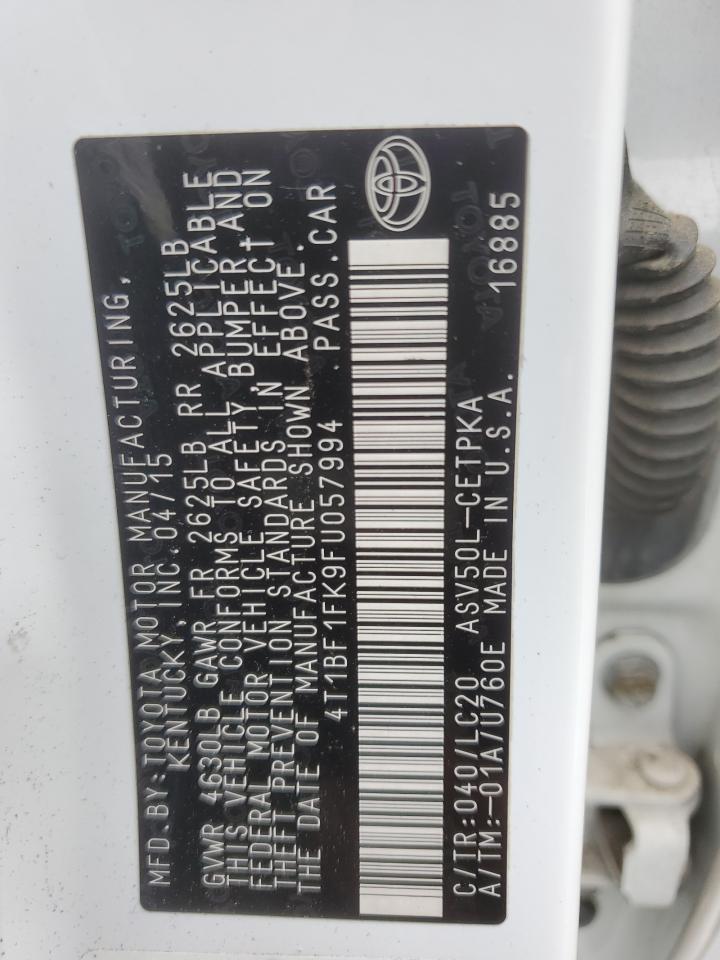 MFD.BY:TOYOTA MOTOR MANUFACTURING,
KENTUCKY, INC.04/15
GVWR 4630LB GAWR FR 2625LB RR 2625LB
THIS VEHICLE CONFORMS TO ALL APPLICABLE
FEDERAL MOTOR VEHICLE SAFETY,BUMPER,AND
THEFT PREVENTION STANDARDS IN EFFECT ON
THE DATE OF MANUFACTURE SHOWN ABOVE.
4T1BF1FK9FU057994 PASS.CAR
C/TR:040/LC20 ASV50L-CETPKA
A/TM:-01A/U760E MADE IN U.S.A. 16885
TOYOTA